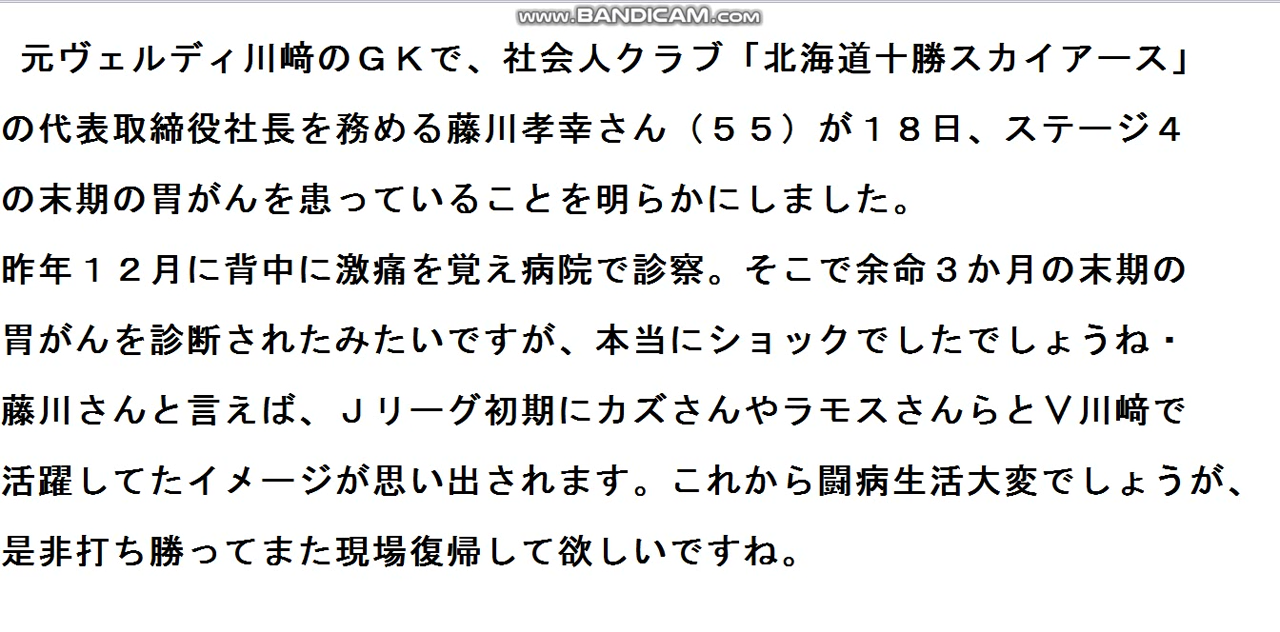 www.BANDICAM.com
元ヴェルディ川﨑のＧＫで、社会人クラブ「北海道十勝スカイアース」
の代表取締役社長を務める藤川孝幸さん（５５）が１８日、ステージ４
の末期の胃がんを患っていることを明らかにしました。
昨年１２月に背中に激痛を覚え病院で診察。そこで余命３か月の末期の
胃がんを診断されたみたいですが、本当にショックでしたでしょうね・
藤川さんと言えば、Ｊリーグ初期にカズさんやラモスさんらとＶ川﨑で
活躍してたイメージが思い出されます。これから闘病生活大変でしょうが、
是非打ち勝ってまた現場復帰して欲しいですね。